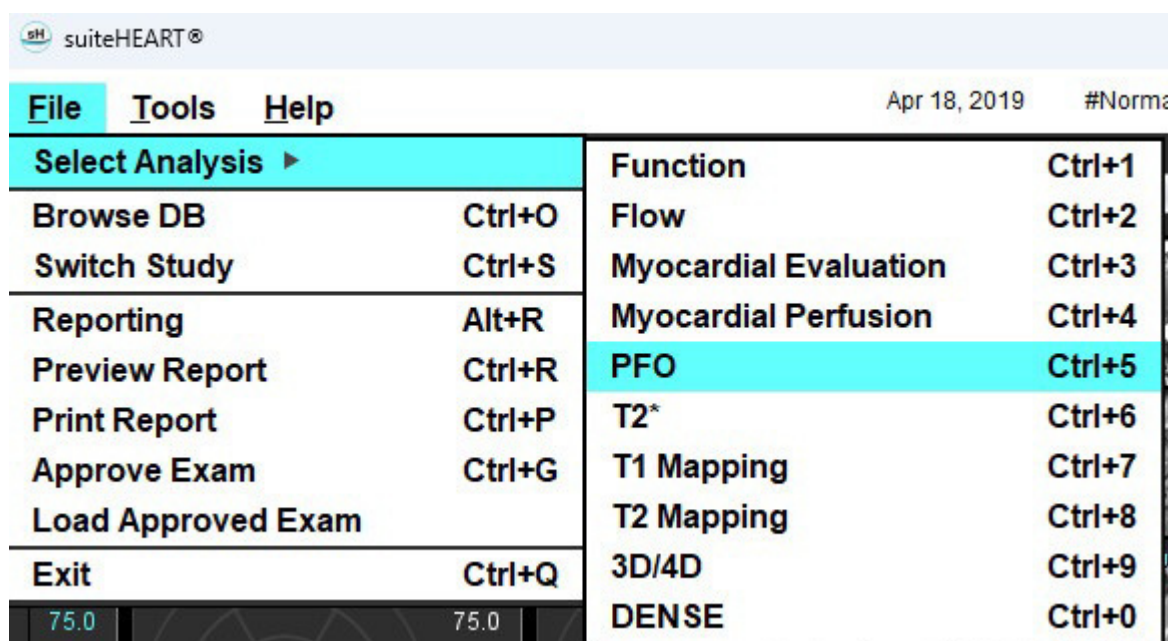 sH suiteHEART®
File Tools Help Apr 18, 2019 #Norma
Select Analysis
Browse DB Ctrl+O
Switch Study Ctrl+S
Reporting Alt+R
Preview Report Ctrl+R
Print Report Ctrl+P
Approve Exam Ctrl+G
Load Approved Exam
Exit Ctrl+Q
Function Ctrl+1
Flow Ctrl+2
Myocardial Evaluation Ctrl+3
Myocardial Perfusion Ctrl+4
PFO Ctrl+5
T2* Ctrl+6
T1 Mapping Ctrl+7
T2 Mapping Ctrl+8
3D/4D Ctrl+9
DENSE Ctrl+0
75.0 75.0